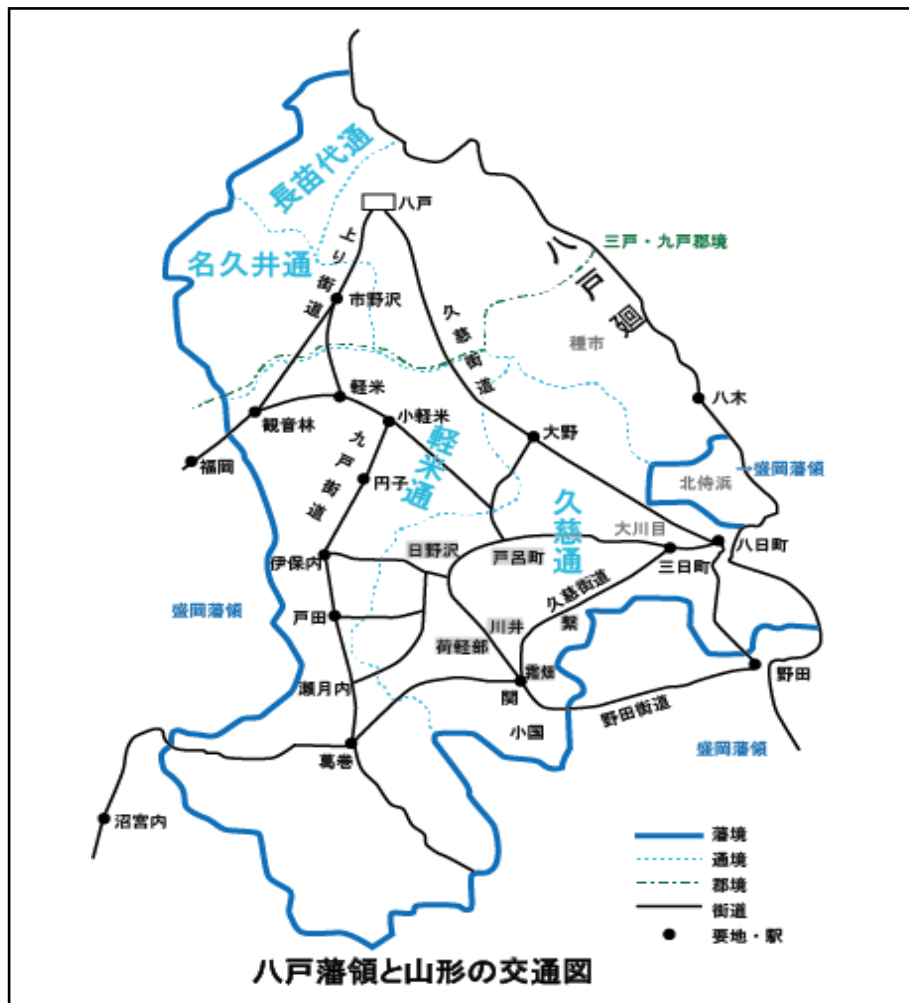 長苗代通
八戸
三戸・九戸郡境
上り街道
八戸廻
名久井通
市野沢
久慈街道
種市
軽米
八木
観音林
小軽米
福岡
九戸街道
軽米通
大野
→盛岡藩領
円子
北侍浜
久慈通
大川目
八日町
日野沢
戸呂町
三日町
伊保内
久慈街道
盛岡藩領
戸田
川井
繋
荷軽部
霜畑
野田
瀬月内
関
野田街道
小国
盛岡藩領
葛巻
沼宮内
藩境
通境
郡境
街道
要地・駅
八戸藩領と山形の交通図